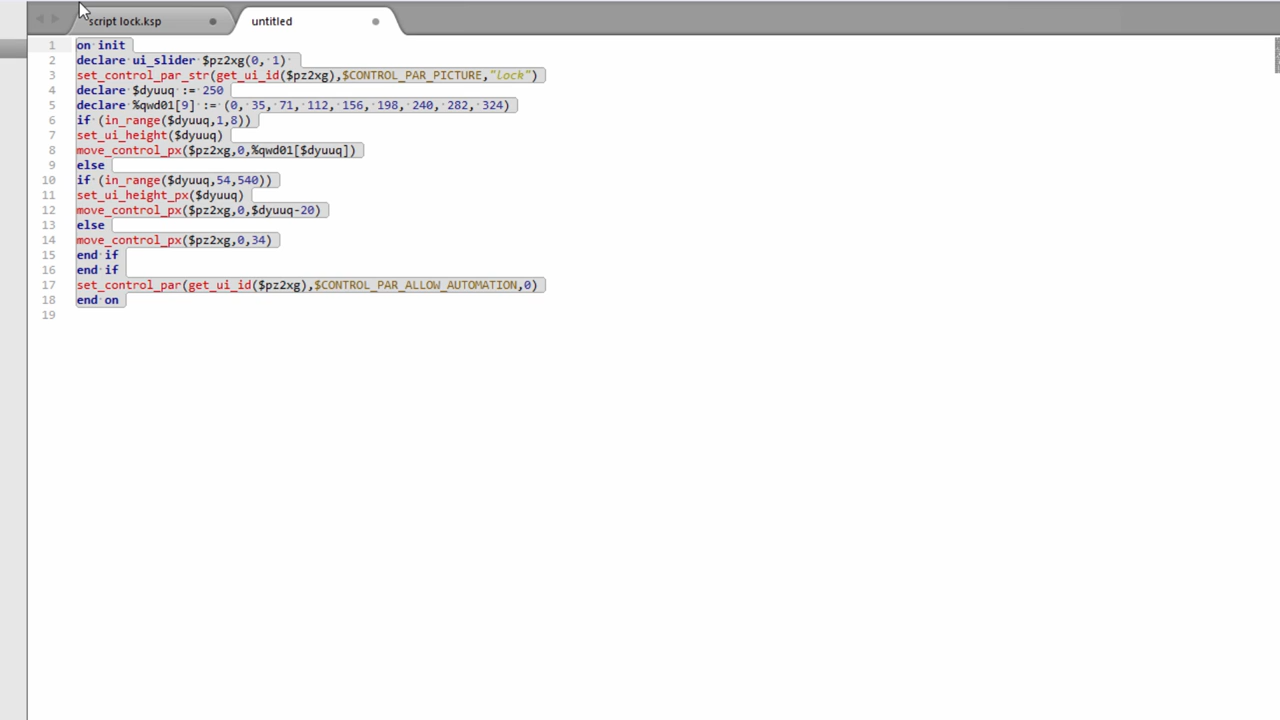 script lock.ksp
untitled
1 on init
2 declare ui_slider $pz2xg(0, 1)
3 set_control_par_str(get_ui_id($pz2xg),$CONTROL_PAR_PICTURE,"lock")
4 declare $dyuuq := 250
5 declare %qwd01[9] := (0, 35, 71, 112, 156, 198, 240, 282, 324)
6 if (in_range($dyuuq,1,8))
7 set_ui_height($dyuuq)
8 move_control_px($pz2xg,0,%qwd01[$dyuuq])
9 else
10 if (in_range($dyuuq,54,540))
11 set_ui_height_px($dyuuq)
12 move_control_px($pz2xg,0,$dyuuq-20)
13 else
14 move_control_px($pz2xg,0,34)
15 end if
16 end if
17 set_control_par(get_ui_id($pz2xg),$CONTROL_PAR_ALLOW_AUTOMATION,0)
18 end on
19